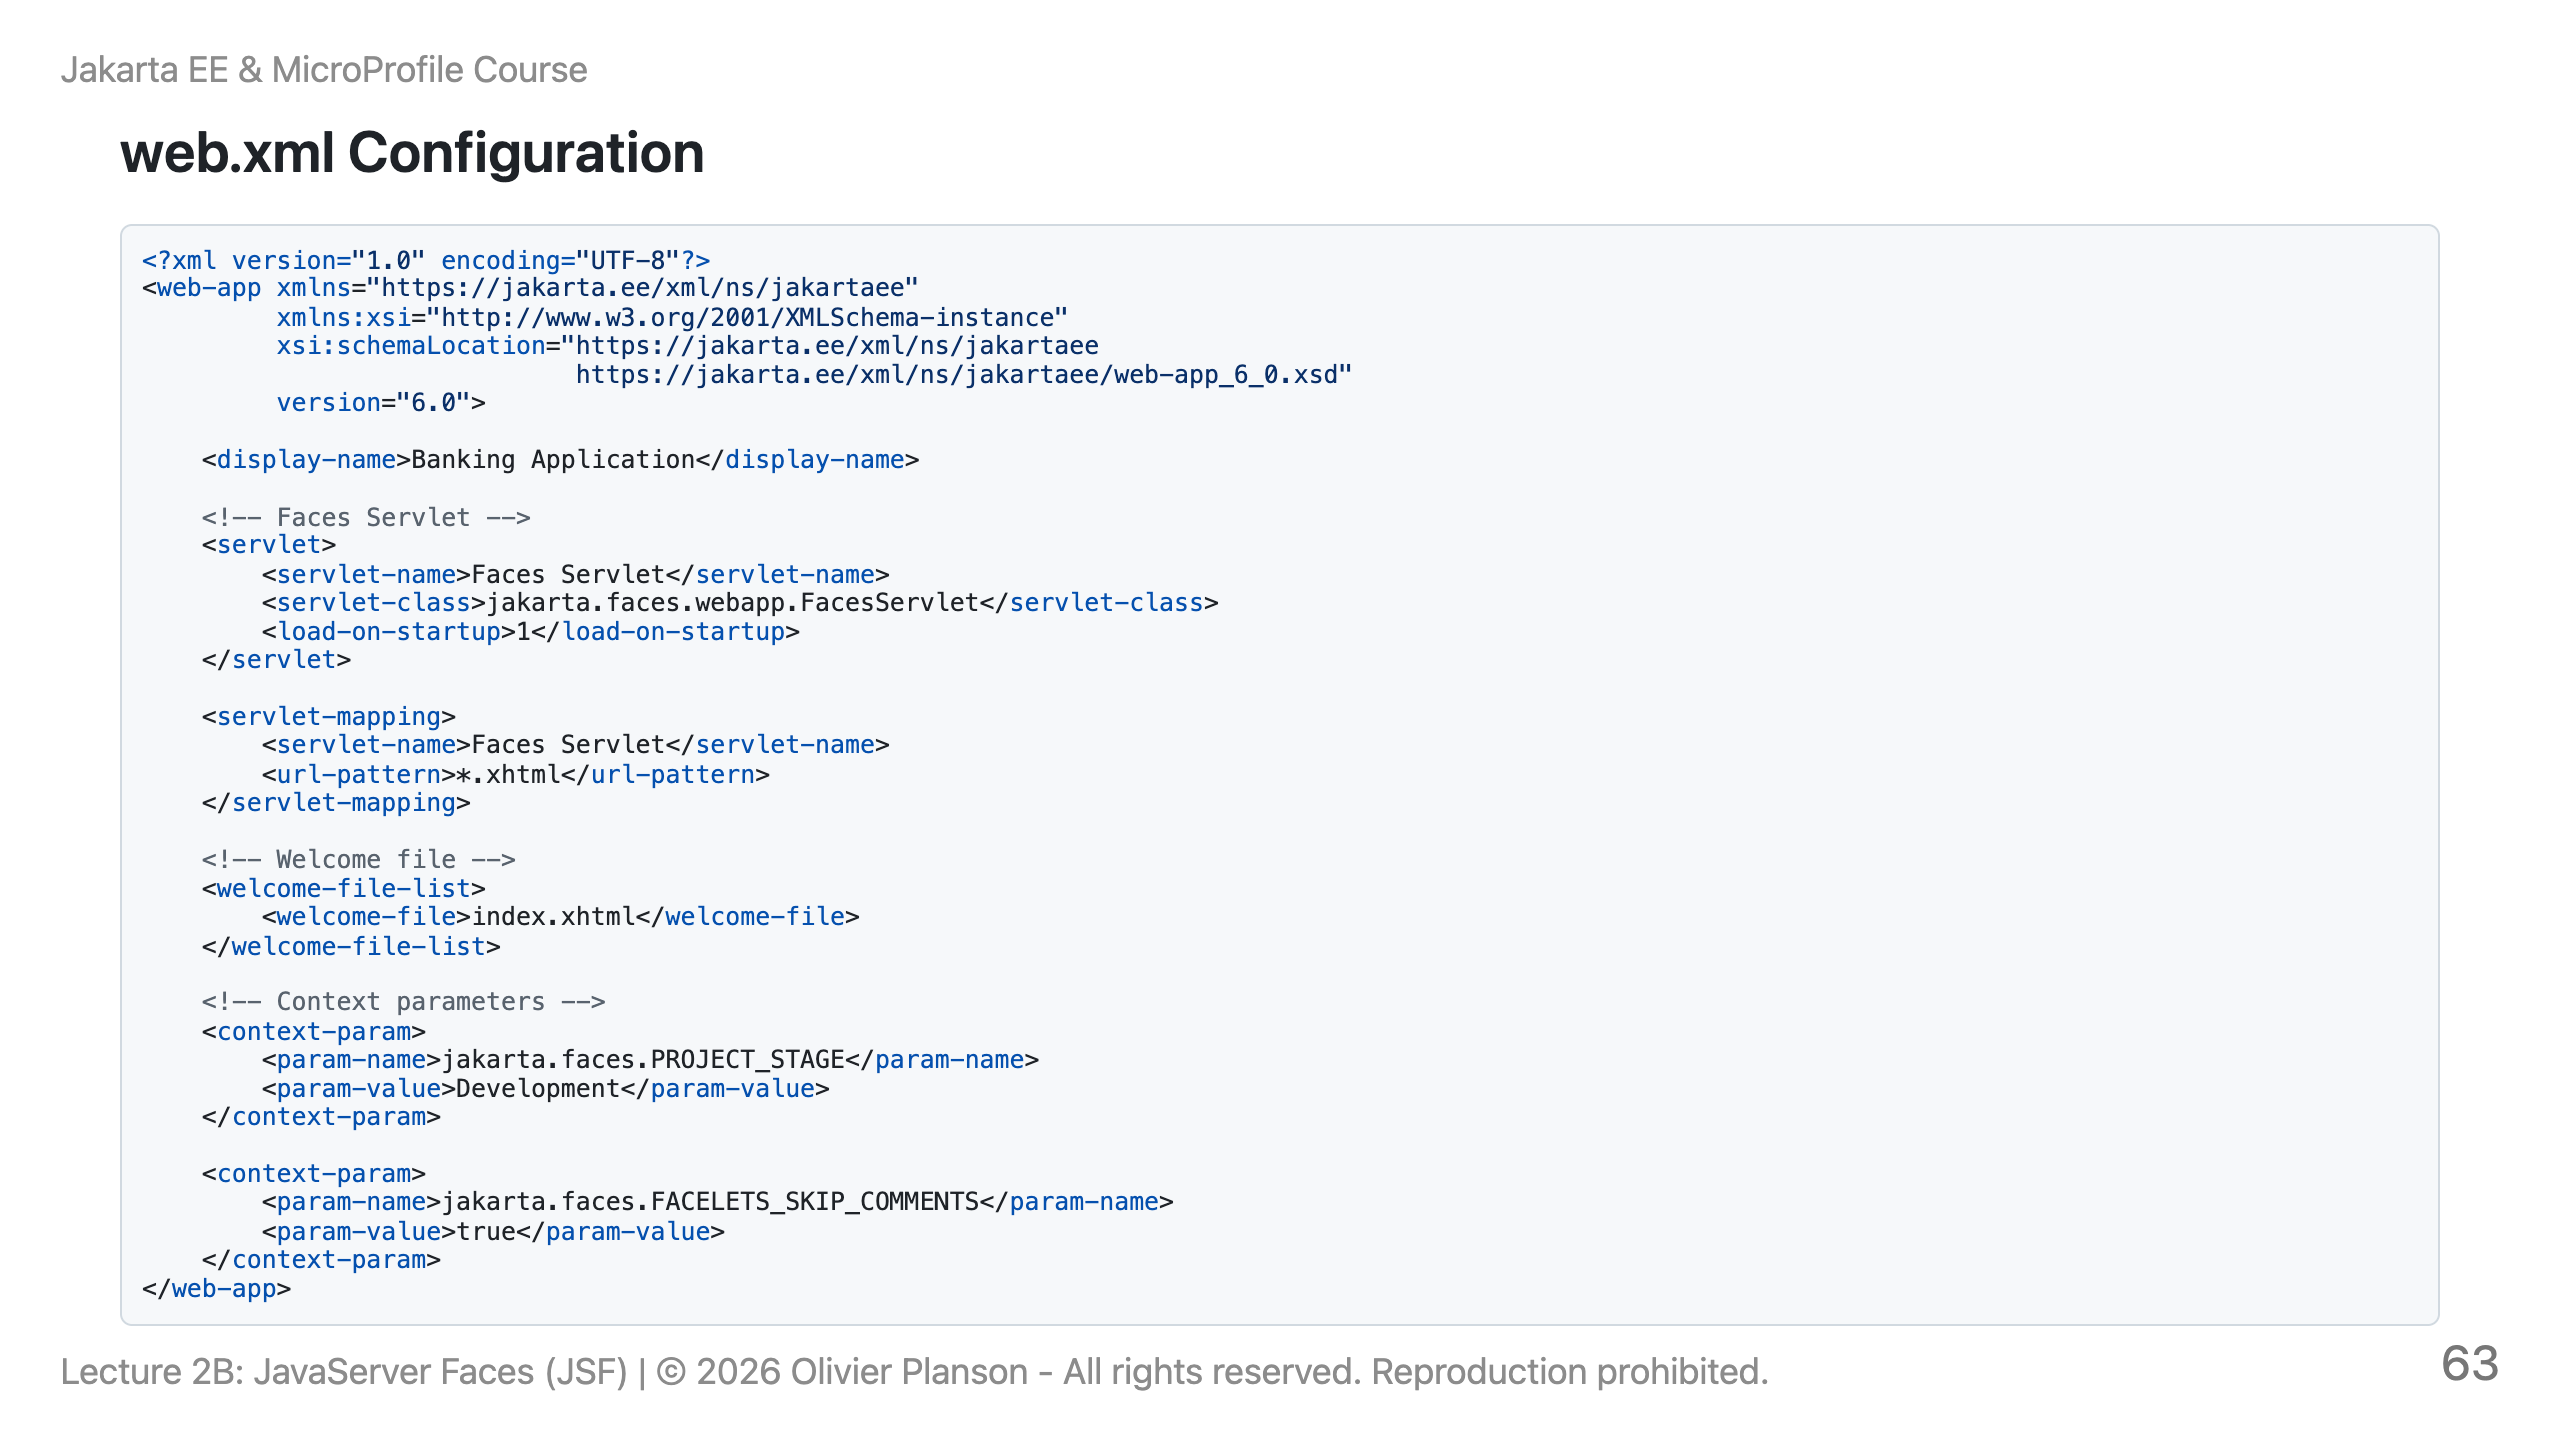 Jakarta EE & MicroProfile Course
web.xml Configuration
<?xml version="1.0" encoding="UTF-8"?>
<web-app xmlns="https://jakarta.ee/xml/ns/jakartaee"
         xmlns:xsi="http://www.w3.org/2001/XMLSchema-instance"
         xsi:schemaLocation="https://jakarta.ee/xml/ns/jakartaee
                             https://jakarta.ee/xml/ns/jakartaee/web-app_6_0.xsd"
         version="6.0">
    <display-name>Banking Application</display-name>
    <!-- Faces Servlet -->
    <servlet>
        <servlet-name>Faces Servlet</servlet-name>
        <servlet-class>jakarta.faces.webapp.FacesServlet</servlet-class>
        <load-on-startup>1</load-on-startup>
    </servlet>
    <servlet-mapping>
        <servlet-name>Faces Servlet</servlet-name>
        <url-pattern>*.xhtml</url-pattern>
    </servlet-mapping>
    <!-- Welcome file -->
    <welcome-file-list>
        <welcome-file>index.xhtml</welcome-file>
    </welcome-file-list>
    <!-- Context parameters -->
    <context-param>
        <param-name>jakarta.faces.PROJECT_STAGE</param-name>
        <param-value>Development</param-value>
    </context-param>
    <context-param>
        <param-name>jakarta.faces.FACELETS_SKIP_COMMENTS</param-name>
        <param-value>true</param-value>
    </context-param>
</web-app>
Lecture 2B: JavaServer Faces (JSF) | © 2026 Olivier Planson - All rights reserved. Reproduction prohibited.
63